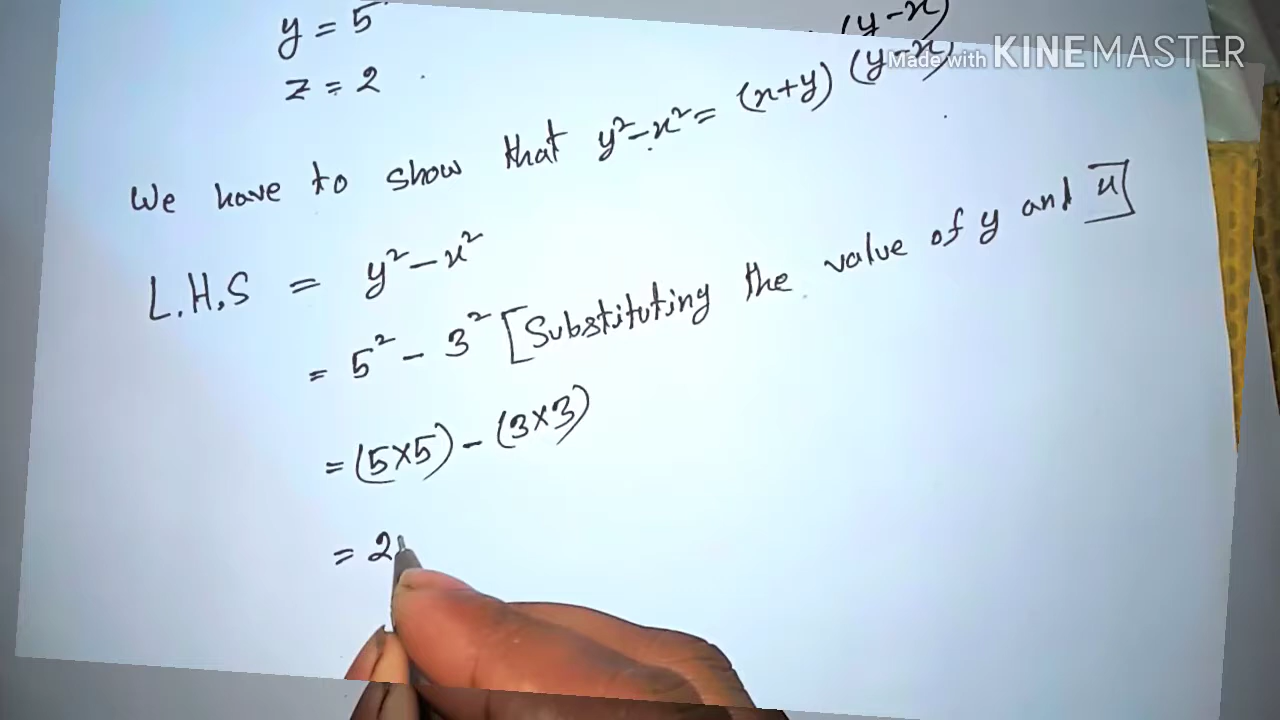 y = 5
(y-x)
Made with KINEMASTER
z = 2
We have to show that y²-x² = (x+y) (y-x)
L.H.S = y²-x²
= 5² - 3² [Substituting the value of y and x]
= (5×5) - (3×3)
= 2